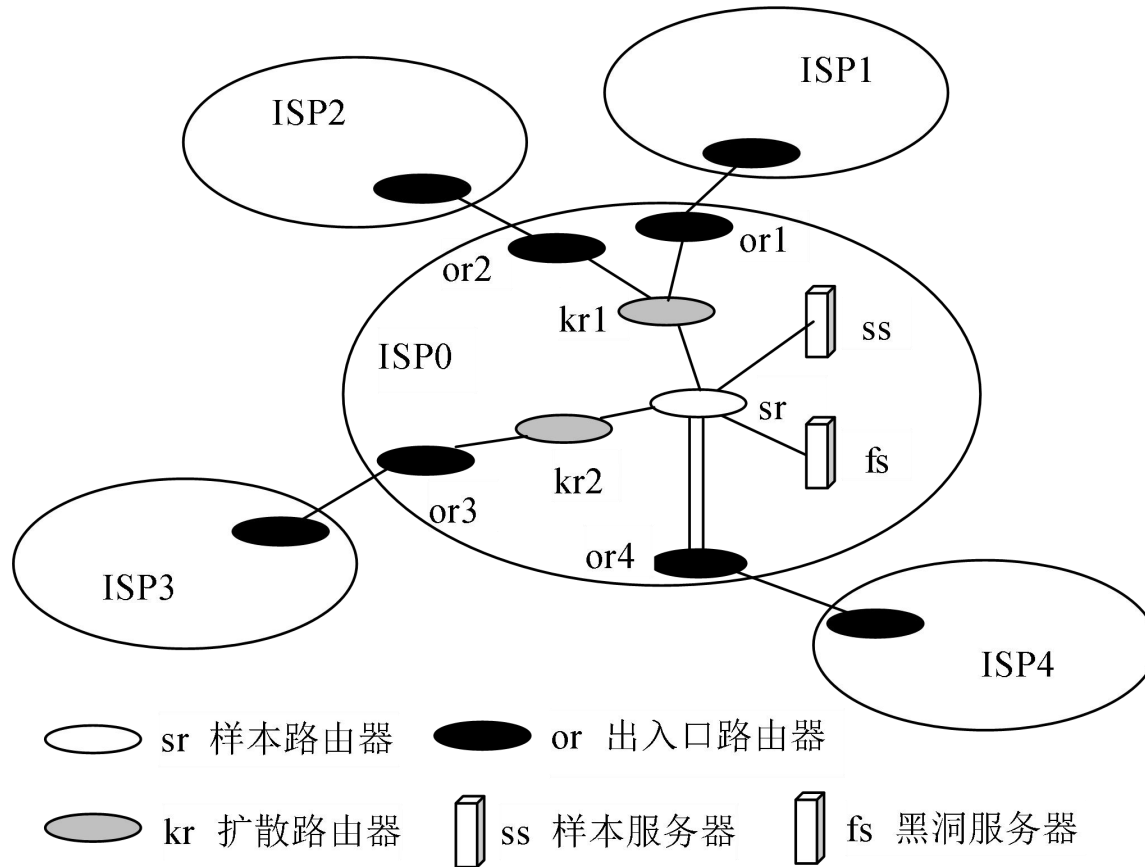 ISP1
ISP2
or1
or2
kr1
ss
ISP0
sr
kr2
fs
or3
or4
ISP3
ISP4
sr 样本路由器
or 出入口路由器
kr 扩散路由器
ss 样本服务器
fs 黑洞服务器